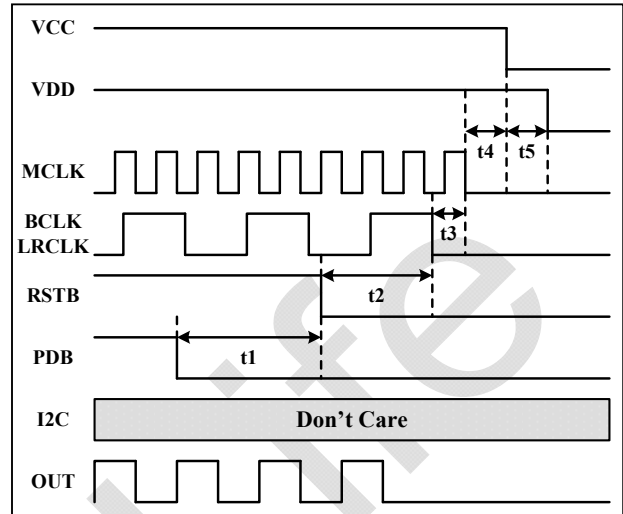 VCC
VDD
t4 t5
MCLK
BCLK
LRCLK
t3
RSTB
t2
PDB
t1
I2C Don't Care
OUT